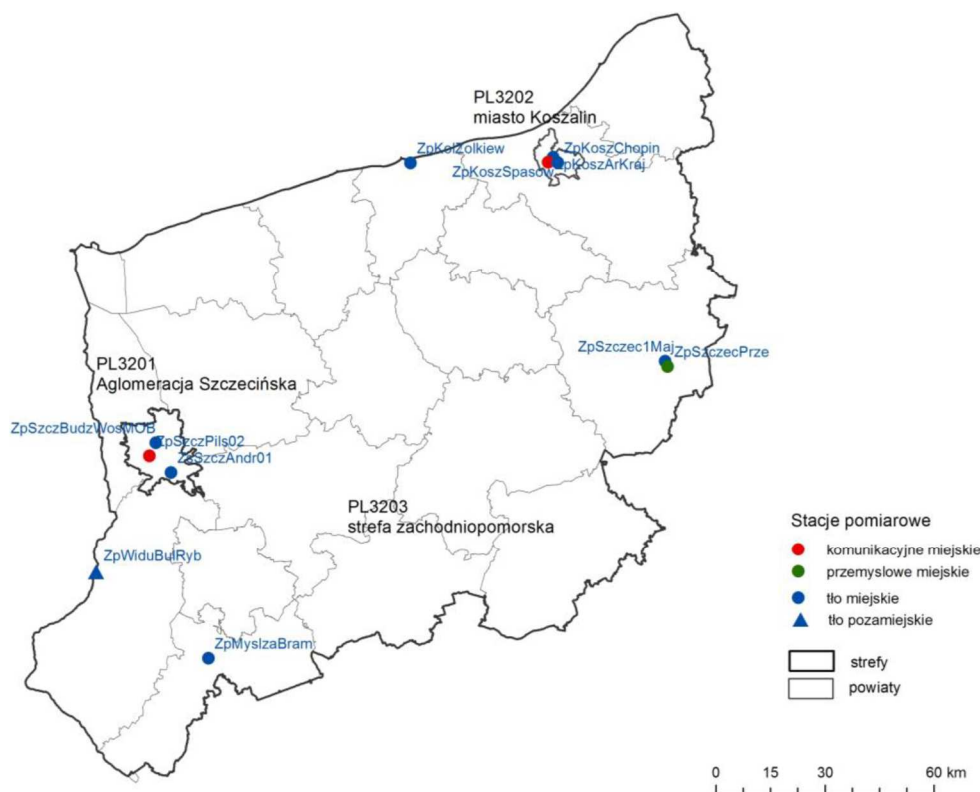 PL3202
miasto Koszalin
ZpKolZolkiew
ZpKoszChopin
ZpKoszSpasow
ZpKoszArKraj
ZpSzczec1Maj
ZpSzczecPrze
PL3201
Aglomeracja Szczecińska
ZpSzczBudzWosMOB
ZpSzczPils02
ZpSzczAndr01
PL3203
strefa zachodniopomorska
ZpWiduBulRyb
ZpMyslzaBram
Stacje pomiarowe
komunikacyjne miejskie
przemyslowe miejskie
tło miejskie
tło pozamiejskie
strefy
powiaty
0 15 30 60 km